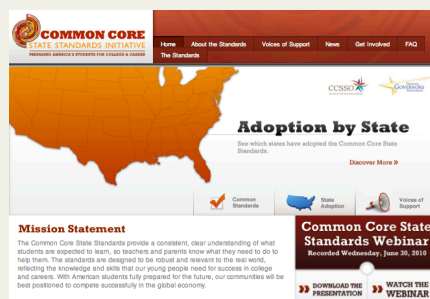 COMMON CORE
STATE STANDARDS INITIATIVE
PREPARING AMERICA'S STUDENTS FOR COLLEGE & CAREER
Home About the Standards Voices of Support News Get Involved FAQ
The Standards
CCSSO
GOVERNORS
Adoption by State
See which states have adopted the Common Core State
Standards.
Discover More »
Common
Standards
State
Adoption
Voices of
Support
Mission Statement
The Common Core State Standards provide a consistent, clear understanding of what
students are expected to learn, so teachers and parents know what they need to do to
help them. The standards are designed to be robust and relevant to the real world,
reflecting the knowledge and skills that our young people need for success in college
and careers. With American students fully prepared for the future, our communities will be
best positioned to compete successfully in the global economy.
Common Core State
Standards Webinar
Recorded Wednesday, June 30, 2010
DOWNLOAD THE
PRESENTATION
WATCH THE
WEBINAR